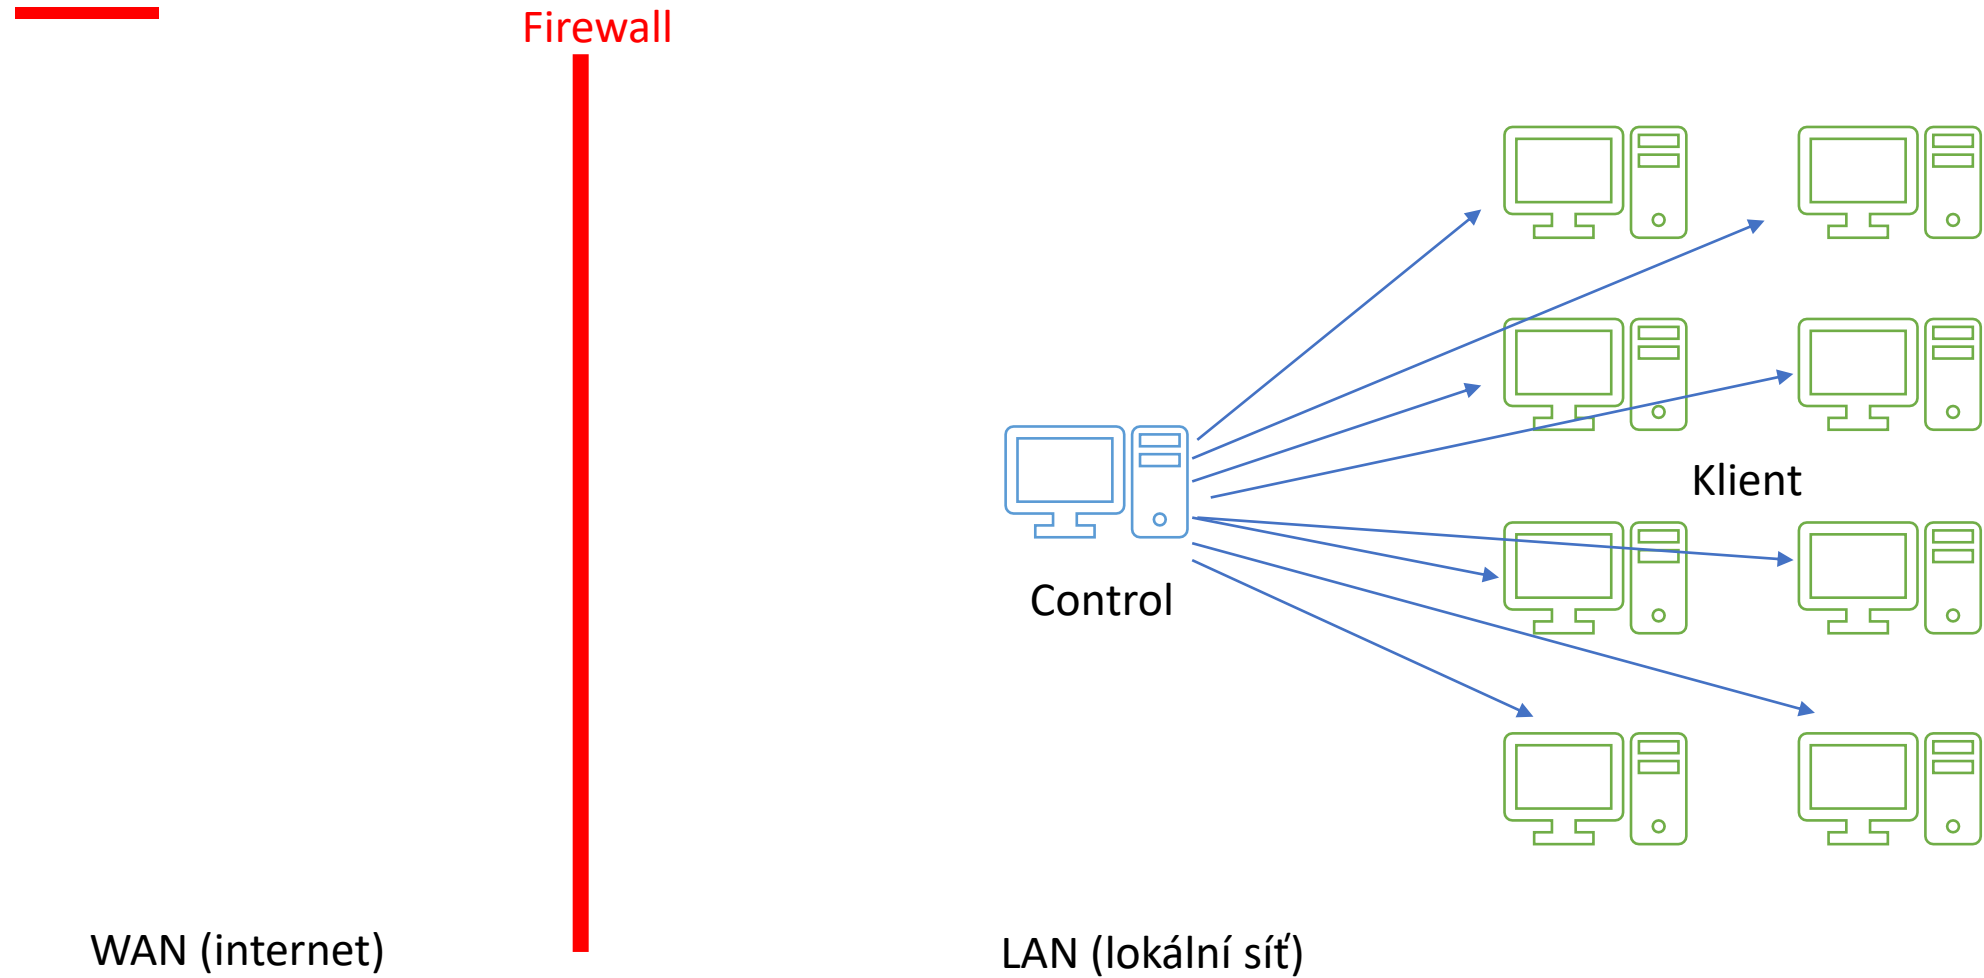 Firewall
Klient
Control
WAN (internet)
LAN (lokální síť)